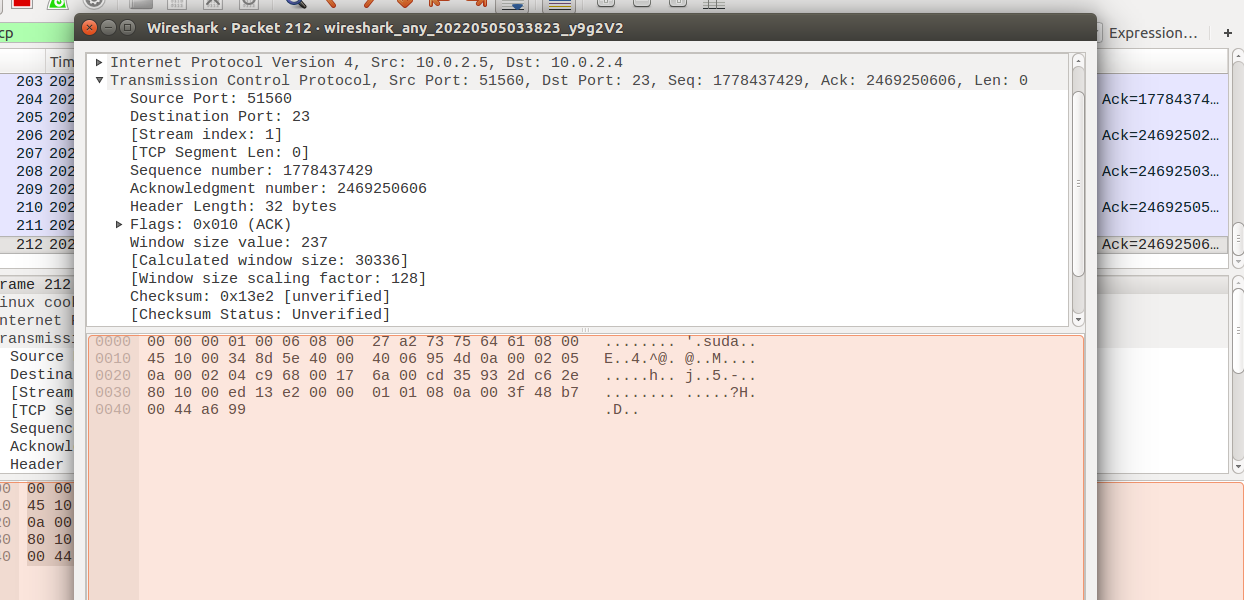 Wireshark · Packet 212 · wireshark_any_20220505033823_y9g2V2
cp
Expression…
+
Tim
203 202
204 202
205 202
206 202
207 202
208 202
209 202
210 202
211 202
212 202
Ack=17784374…
Ack=24692502…
Ack=24692503…
Ack=24692505…
Ack=24692506…
Internet Protocol Version 4, Src: 10.0.2.5, Dst: 10.0.2.4
Transmission Control Protocol, Src Port: 51560, Dst Port: 23, Seq: 1778437429, Ack: 2469250606, Len: 0
Source Port: 51560
Destination Port: 23
[Stream index: 1]
[TCP Segment Len: 0]
Sequence number: 1778437429
Acknowledgment number: 2469250606
Header Length: 32 bytes
Flags: 0x010 (ACK)
Window size value: 237
[Calculated window size: 30336]
[Window size scaling factor: 128]
Checksum: 0x13e2 [unverified]
[Checksum Status: Unverified]
0000 00 00 00 01 00 06 08 00 27 a2 73 75 64 61 08 00 ........ '.suda..
0010 45 10 00 34 8d 5e 40 00 40 06 95 4d 0a 00 02 05 E..4.^@. @..M....
0020 0a 00 02 04 c9 68 00 17 6a 00 cd 35 93 2d c6 2e .....h.. j..5.-..
0030 80 10 00 ed 13 e2 00 00 01 01 08 0a 00 3f 48 b7 ........ .....?H.
0040 00 44 a6 99 .D..
rame 212
inux coo
nternet P
ransmissi
Source
Destina
[Stream
[TCP Se
Sequenc
Acknowl
Header
00 00 00
10 45 10
20 0a 00
30 80 10
40 00 44